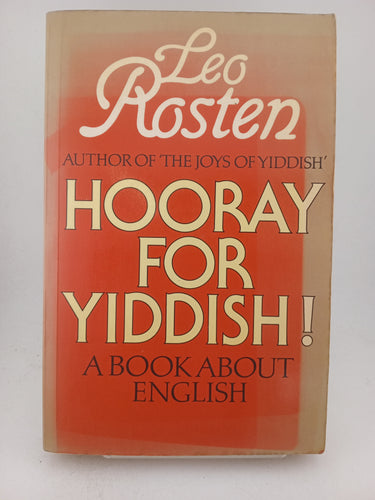 Leo
Rosten
AUTHOR OF 'THE JOYS OF YIDDISH'
HOORAY
FOR
YIDDISH!
A BOOK ABOUT
ENGLISH